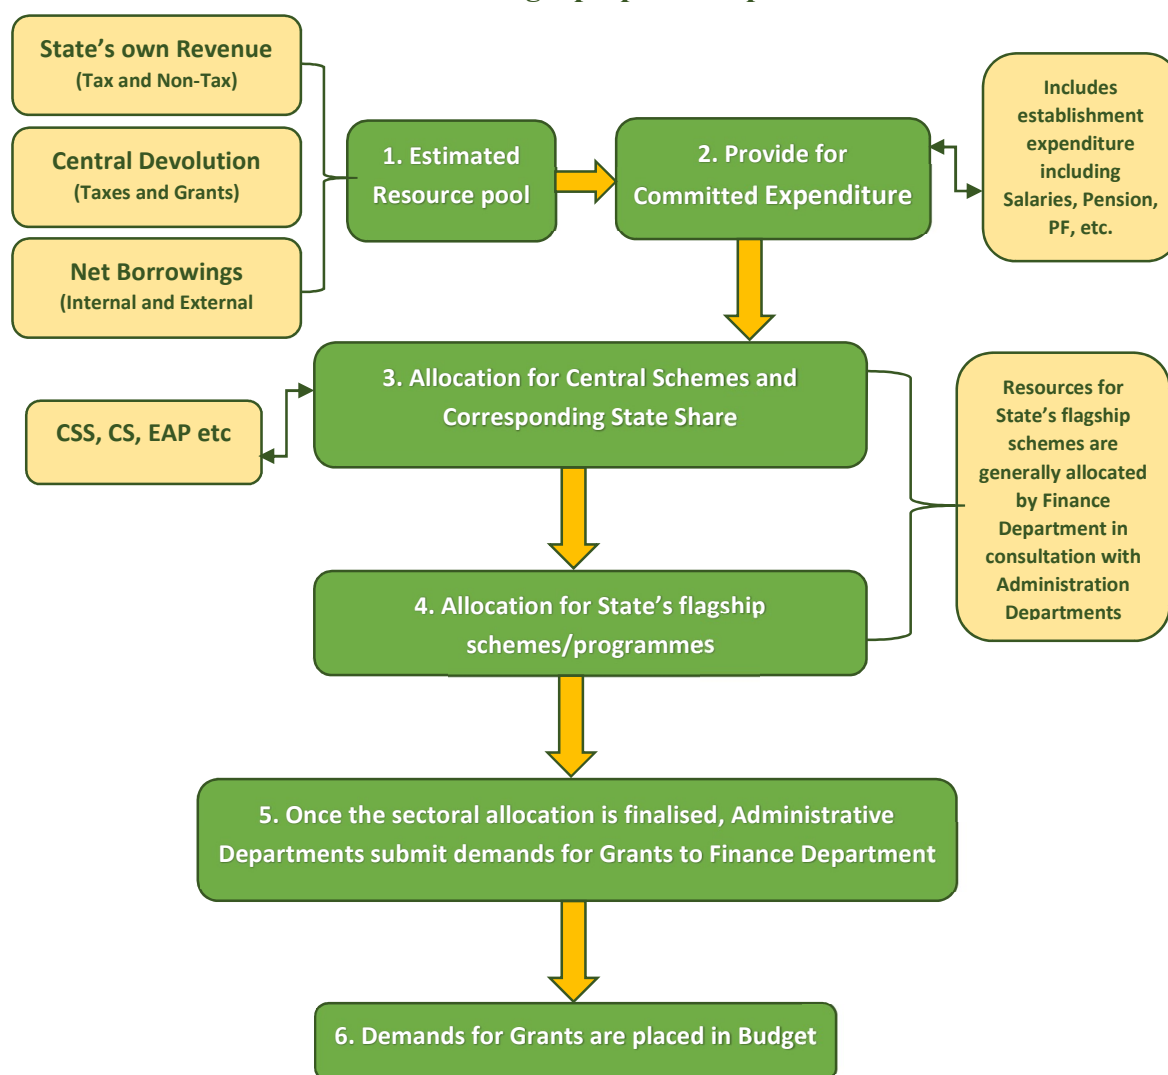 State's own Revenue
(Tax and Non-Tax)
Central Devolution
(Taxes and Grants)
Net Borrowings
(Internal and External
1. Estimated
Resource pool
2. Provide for
Committed Expenditure
Includes
establishment
expenditure
including
Salaries, Pension,
PF, etc.
3. Allocation for Central Schemes and
Corresponding State Share
CSS, CS, EAP etc
Resources for
State's flagship
schemes are
generally allocated
by Finance
Department in
consultation with
Administration
Departments
4. Allocation for State's flagship
schemes/programmes
5. Once the sectoral allocation is finalised, Administrative
Departments submit demands for Grants to Finance Department
6. Demands for Grants are placed in Budget